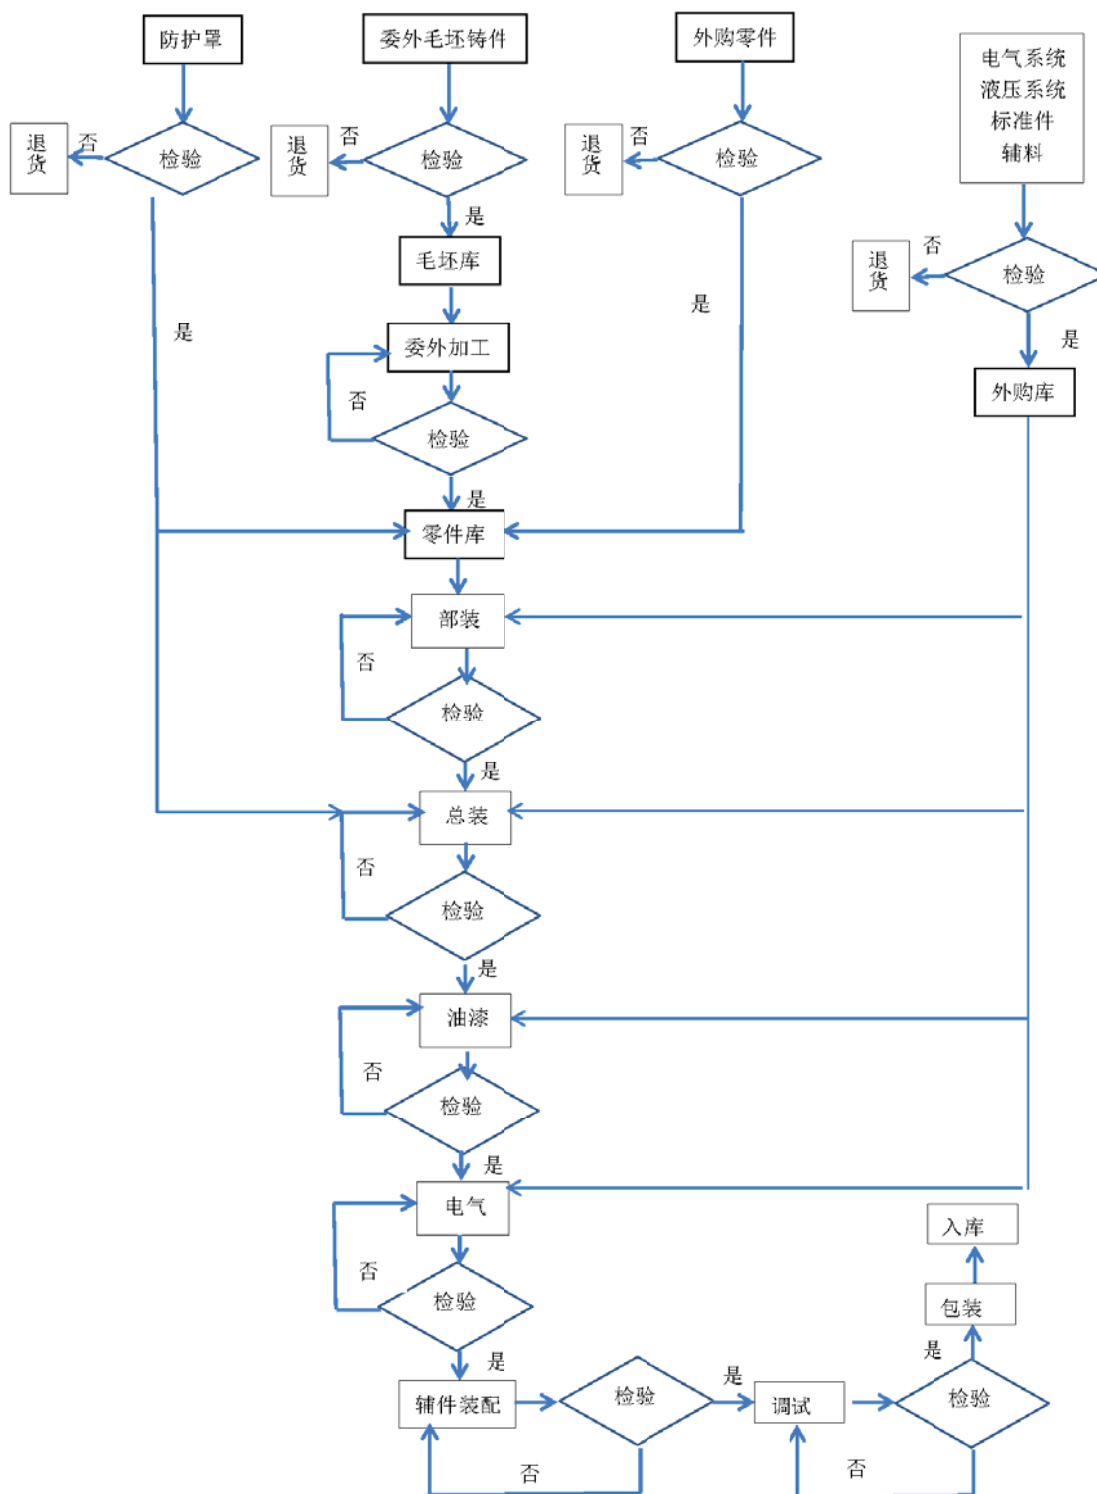 防护罩
委外毛坯铸件
外购零件
电气系统
液压系统
标准件
辅料
退
货
否
检验
退
货
否
检验
退
货
否
检验
是
毛坯库
退
货
否
检验
是
是
委外加工
是
外购库
否
检验
是
零件库
部装
否
检验
是
总装
否
检验
是
油漆
否
检验
是
电气
入库
否
检验
包装
是
是
辅件装配
检验
是
调试
检验
否
否